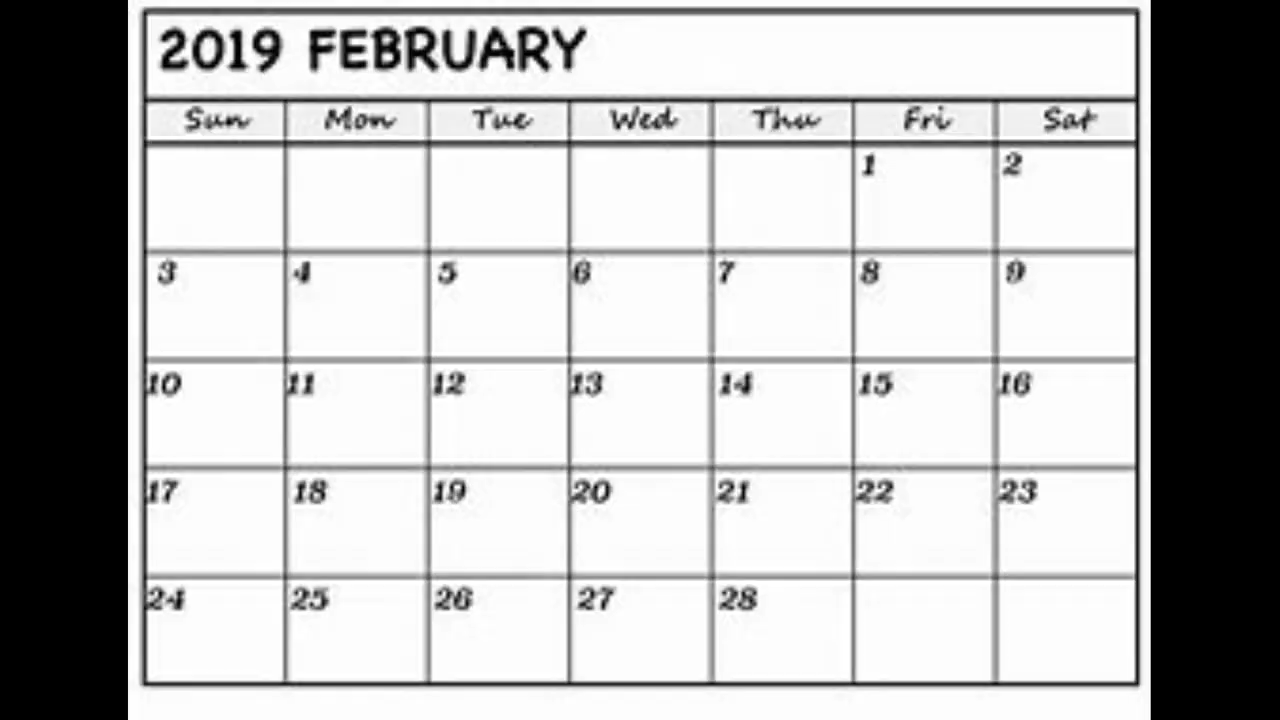 2019 FEBRUARY
Sun Mon Tue Wed Thu Fri Sat
1 2
3 4 5 6 7 8 9
10 11 12 13 14 15 16
17 18 19 20 21 22 23
24 25 26 27 28